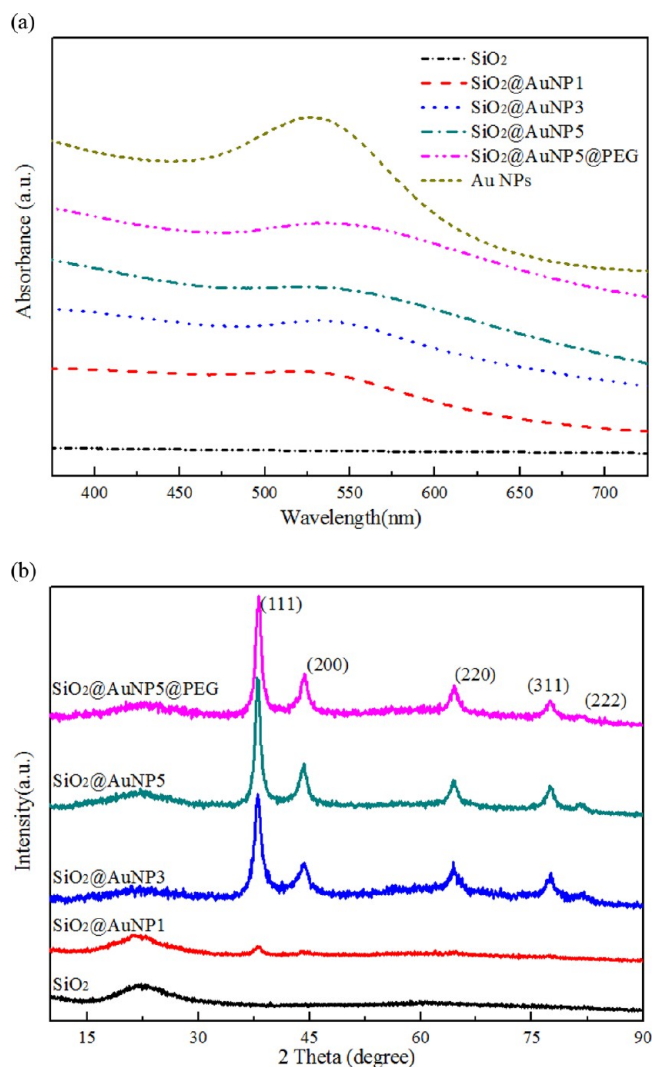 (a)
SiO2
SiO2@AuNP1
SiO2@AuNP3
SiO2@AuNP5
SiO2@AuNP5@PEG
Au NPs
Absorbance (a.u.)
400 450 500 550 600 650 700
Wavelength(nm)
(b)
(111)
(200)
(220)
(311)
(222)
SiO2@AuNP5@PEG
SiO2@AuNP5
SiO2@AuNP3
SiO2@AuNP1
SiO2
Intensity(a.u.)
15 30 45 60 75 90
2 Theta (degree)